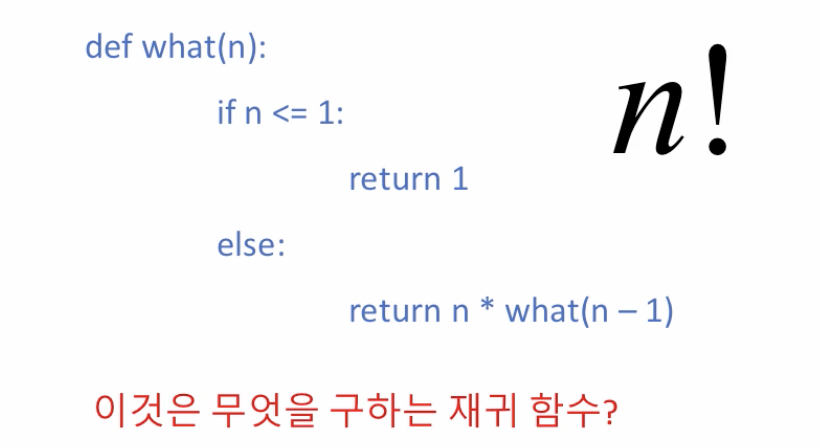 def what(n):
if n <= 1:
n!
return 1
else:
return n * what(n – 1)
이것은 무엇을 구하는 재귀 함수?